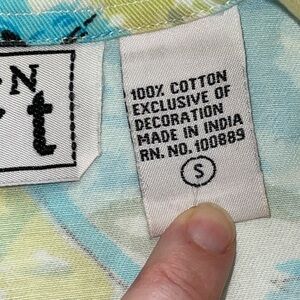 N
t
100% COTTON
EXCLUSIVE OF
DECORATION
MADE IN INDIA
RN. NO. 100889
S